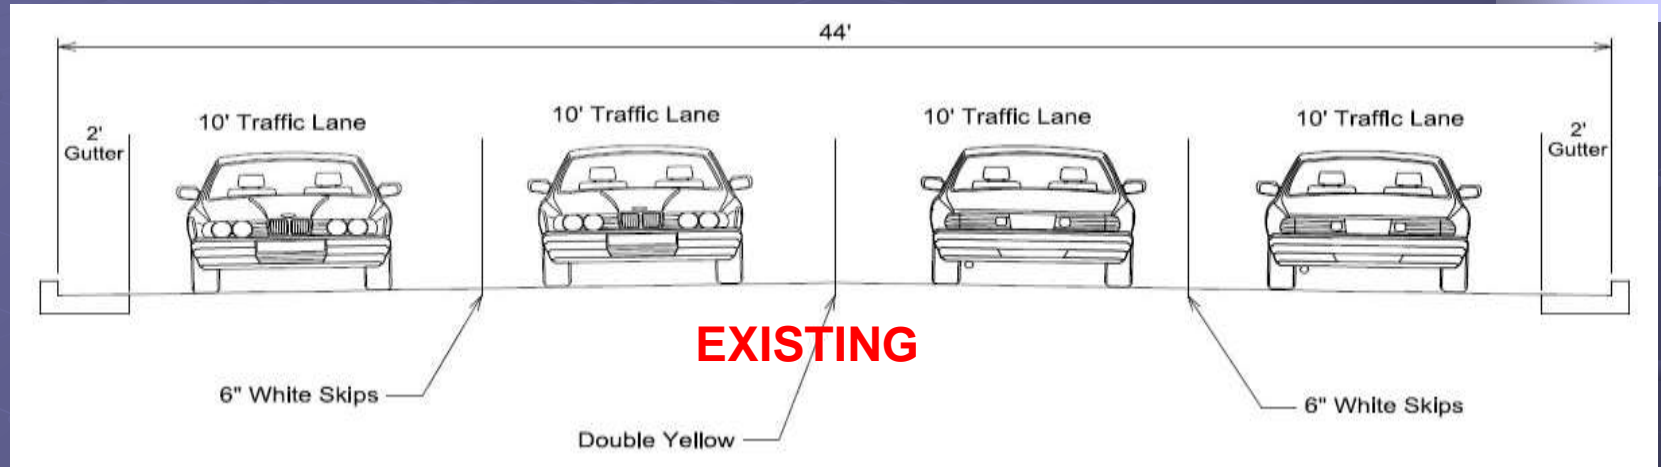 44'
2'
Gutter
10' Traffic Lane
10' Traffic Lane
10' Traffic Lane
10' Traffic Lane
2'
Gutter
EXISTING
6" White Skips
Double Yellow
6" White Skips